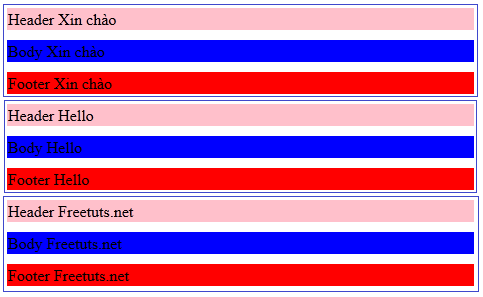 Header Xin chào
Body Xin chào
Footer Xin chào
Header Hello
Body Hello
Footer Hello
Header Freetuts.net
Body Freetuts.net
Footer Freetuts.net